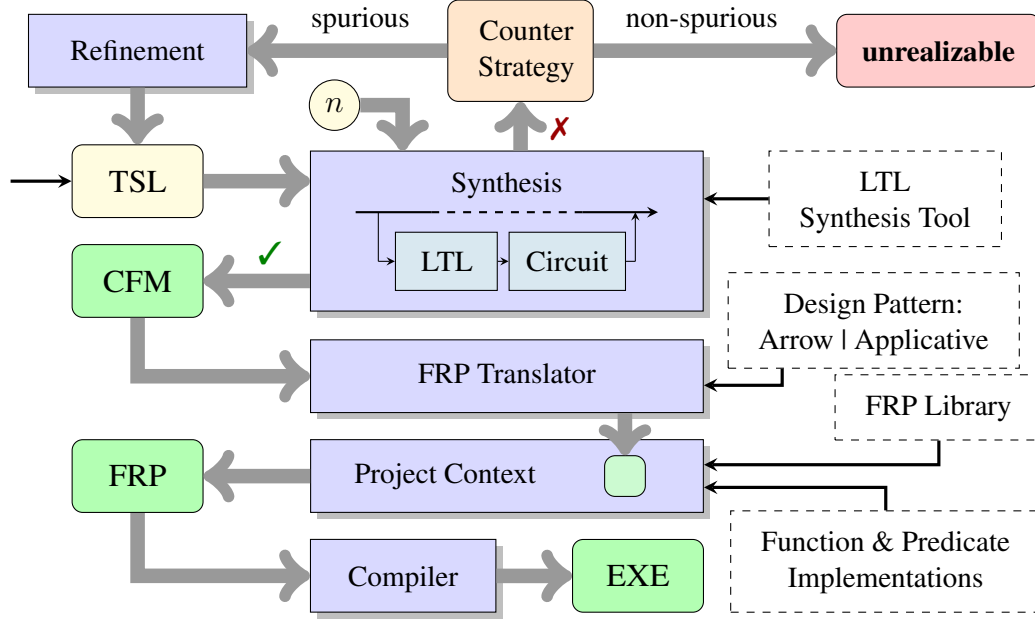 spurious
non-spurious
Refinement
Counter
Strategy
unrealizable
n
✗
TSL
Synthesis
LTL
Synthesis Tool
LTL
Circuit
✓
CFM
Design Pattern:
Arrow | Applicative
FRP Translator
FRP Library
FRP
Project Context
Function & Predicate
Implementations
Compiler
EXE